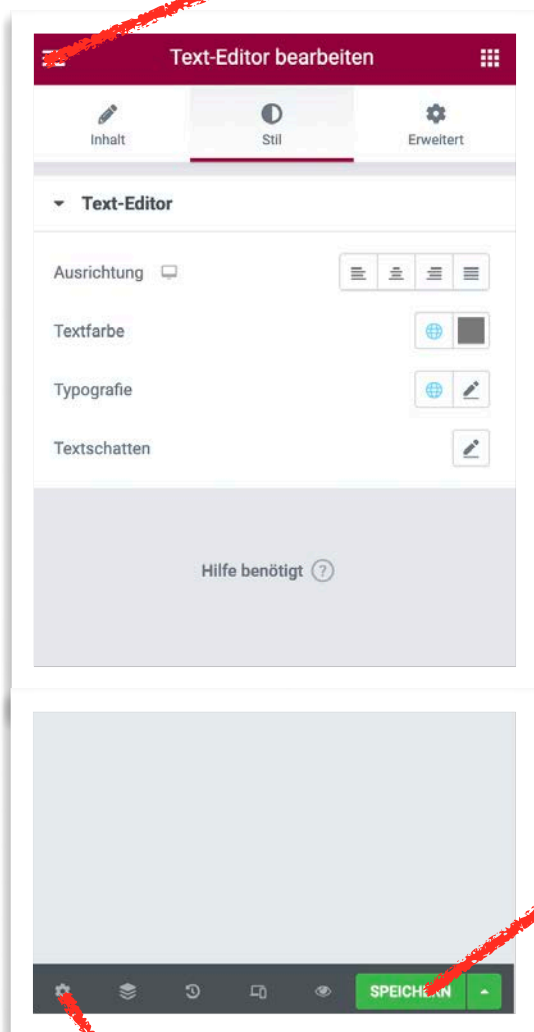 Text-Editor bearbeiten
Inhalt Stil Erweitert
Text-Editor
Ausrichtung
Textfarbe
Typografie
Textschatten
Hilfe benötigt ?
SPEICHERN